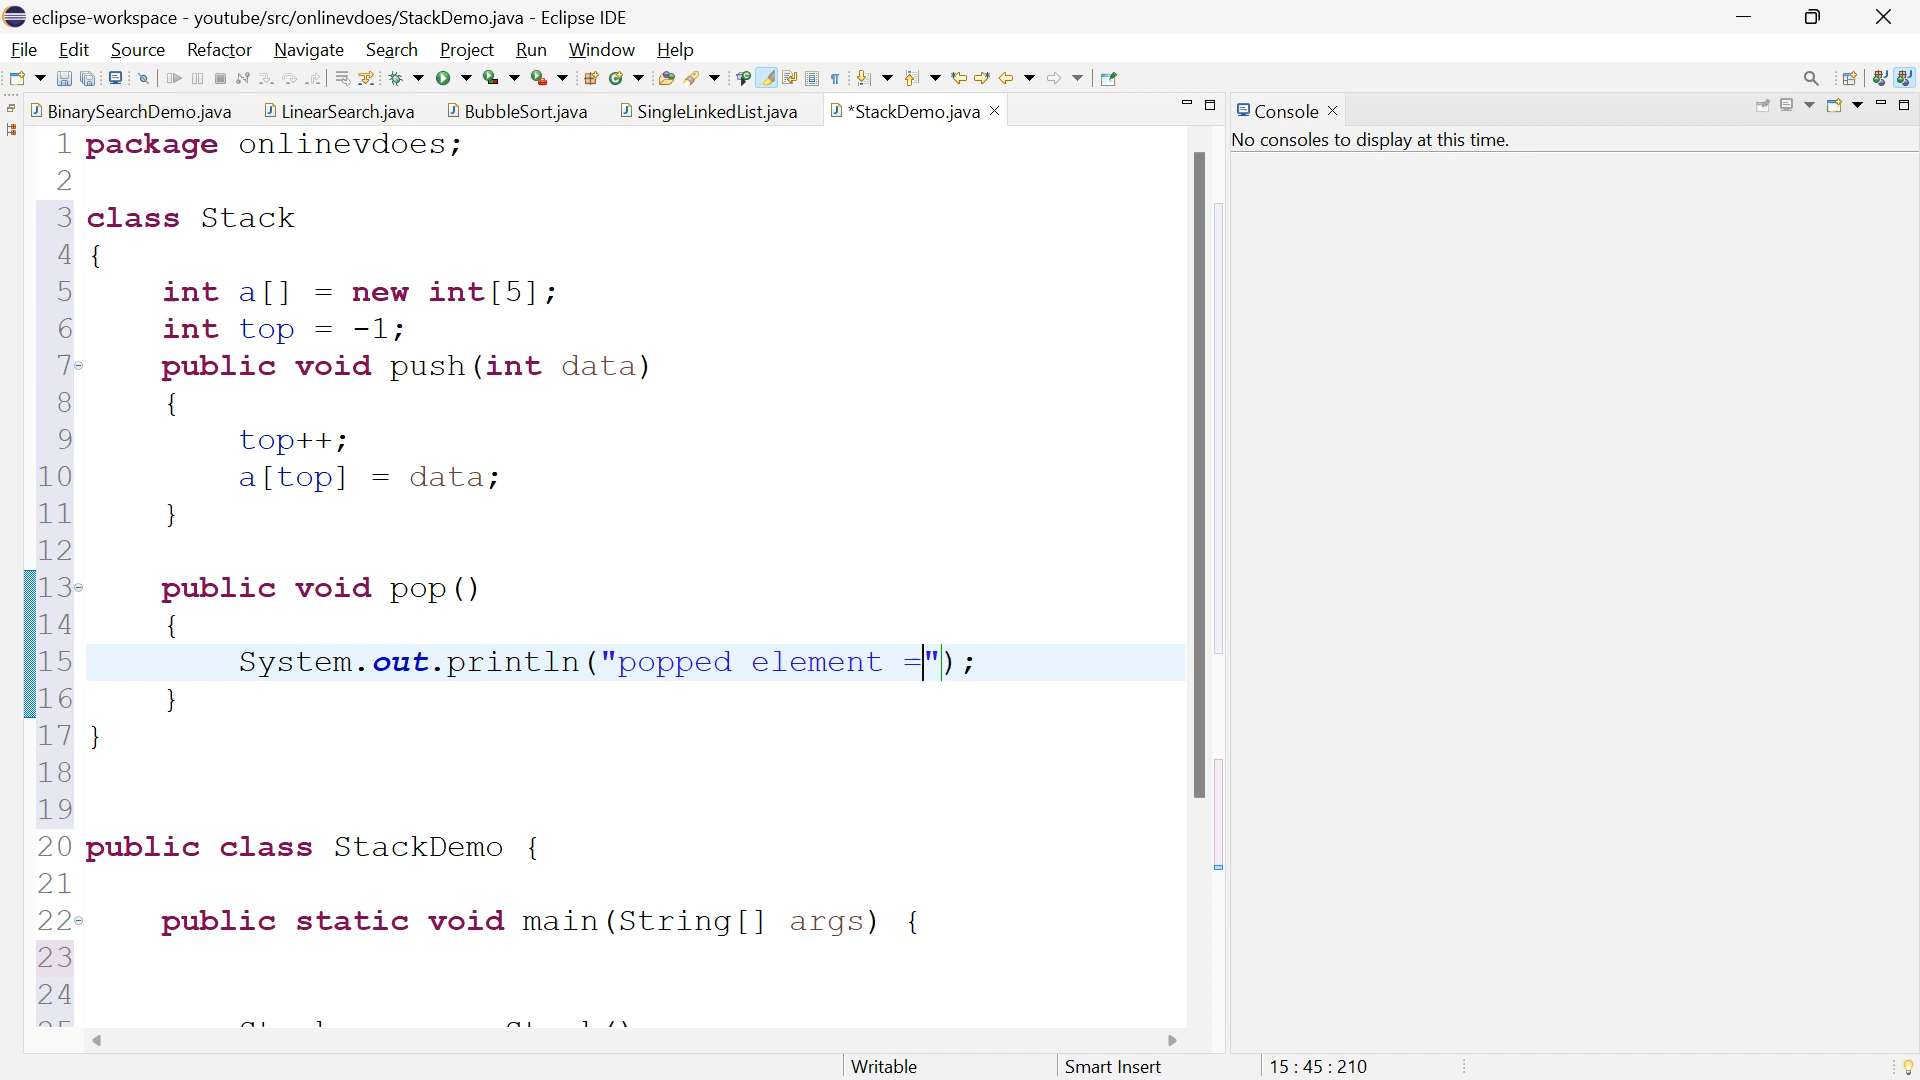 eclipse-workspace - youtube/src/onlinevdoes/StackDemo.java - Eclipse IDE
File Edit Source Refactor Navigate Search Project Run Window Help
BinarySearchDemo.java LinearSearch.java BubbleSort.java SingleLinkedList.java *StackDemo.java Console
No consoles to display at this time.
1 package onlinevdoes;
2
3 class Stack
4 {
5 int a[] = new int[5];
6 int top = -1;
7 public void push(int data)
8 {
9 top++;
10 a[top] = data;
11 }
12
13 public void pop()
14 {
15 System.out.println("popped element =");
16 }
17 }
18
19
20 public class StackDemo {
21
22 public static void main(String[] args) {
23
24
Writable Smart Insert 15 : 45 : 210